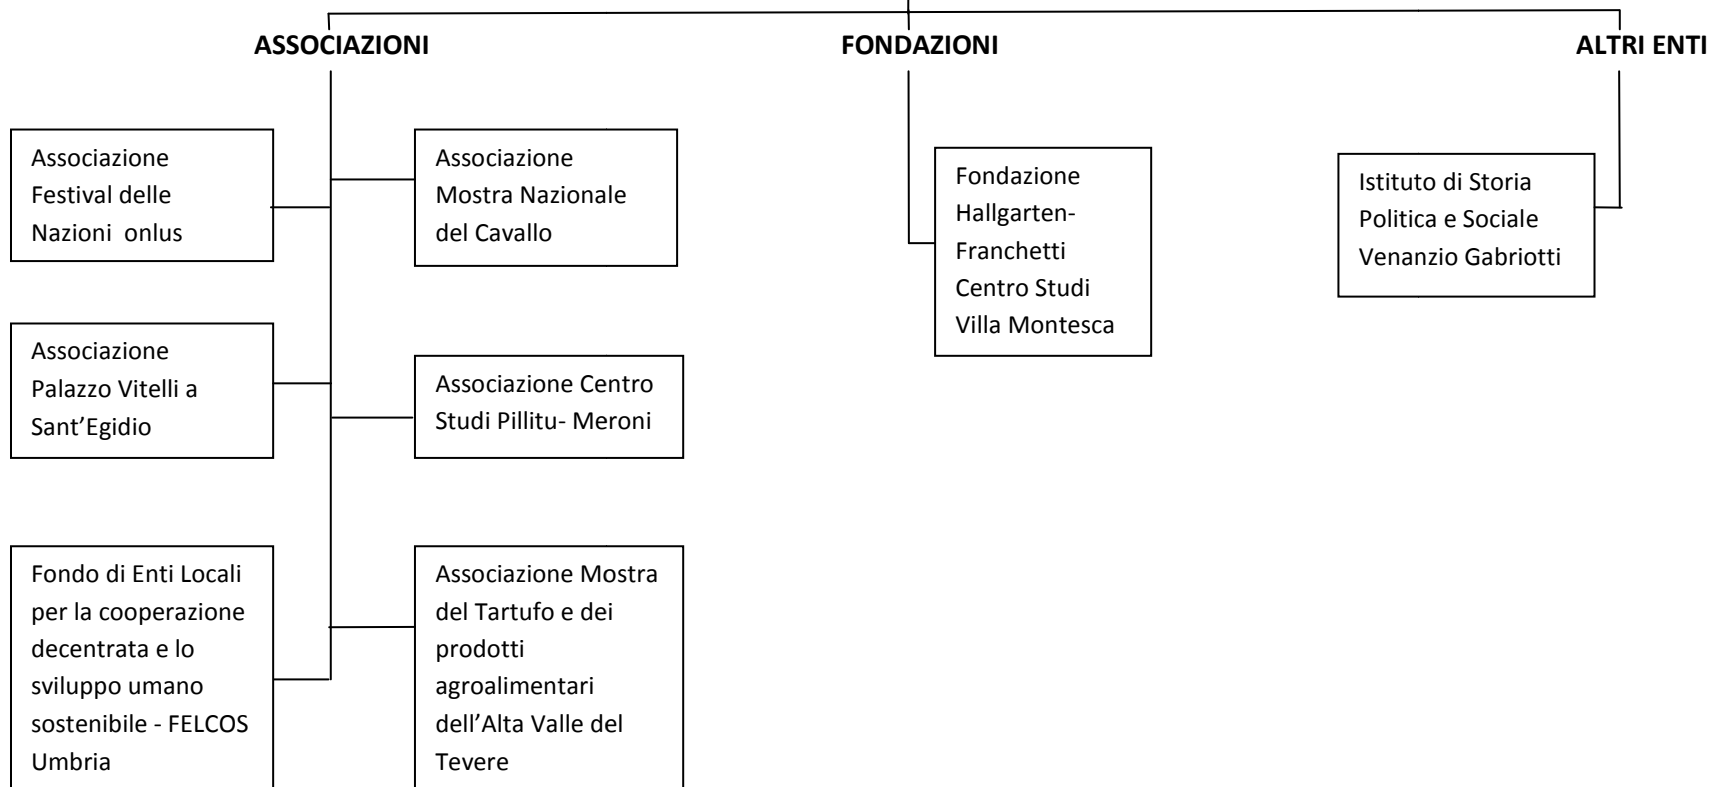 ASSOCIAZIONI
FONDAZIONI
ALTRI ENTI
Associazione
Festival delle
Nazioni  onlus
Associazione
Mostra Nazionale
del Cavallo
Fondazione
Hallgarten-
Franchetti
Centro Studi
Villa Montesca
Istituto di Storia
Politica e Sociale
Venanzio Gabriotti
Associazione
Palazzo Vitelli a
Sant’Egidio
Associazione Centro
Studi Pillitu- Meroni
Fondo di Enti Locali
per la cooperazione
decentrata e lo
sviluppo umano
sostenibile - FELCOS
Umbria
Associazione Mostra
del Tartufo e dei
prodotti
agroalimentari
dell’Alta Valle del
Tevere